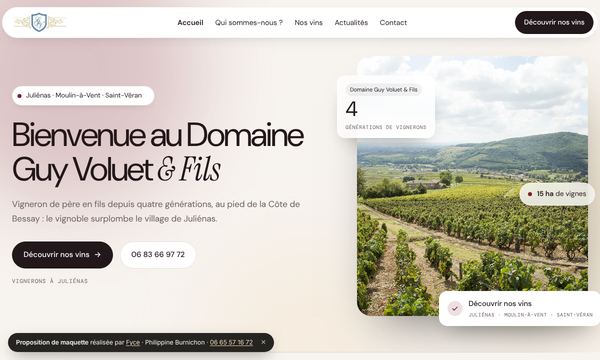 Accueil Qui sommes-nous ? Nos vins Actualités Contact Découvrir nos vins
Juliénas · Moulin-à-Vent · Saint-Véran
Bienvenue au Domaine
Guy Voluet & Fils
Vigneron de père en fils depuis quatre générations, au pied de la Côte de
Bessay : le vignoble surplombe le village de Juliénas.
Découvrir nos vins → 06 83 66 97 72
VIGNERONS À JULIÉNAS
Domaine Guy Voluet & Fils
4
GÉNÉRATIONS DE VIGNERONS
15 ha de vignes
Découvrir nos vins
JULIÉNAS · MOULIN-À-VENT · SAINT-VÉRAN
Proposition de maquette réalisée par Fyce · Philippine Burnichon · 06 65 57 16 72 ×